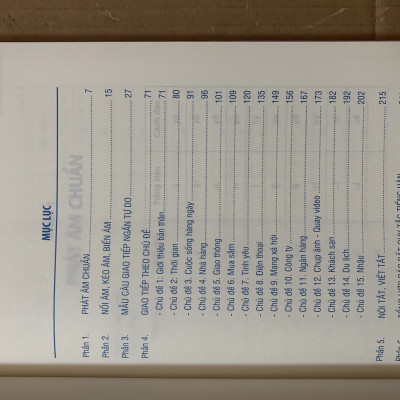 MỤC LỤC
Phần 1. PHÁT ÂM CHUẨN 7
Phần 2. NỐI ÂM, KÉO ÂM, BIẾN ÂM 15
Phần 3. MẪU CÂU GIAO TIẾP NGẮN TỰ DO 27
Phần 4. GIAO TIẾP THEO CHỦ ĐỀ 71
- Chủ đề 1: Giới thiệu bản thân 71
- Chủ đề 2: Thời gian 80
- Chủ đề 3. Cuộc sống hàng ngày 91
- Chủ đề 4. Nhà hàng 96
- Chủ đề 5. Giao thông 101
- Chủ đề 6. Mua sắm 109
- Chủ đề 7. Tình yêu 120
- Chủ đề 8. Điện thoại 135
- Chủ đề 9. Mạng xã hội 149
- Chủ đề 10. Công ty 156
- Chủ đề 11. Ngân hàng 167
- Chủ đề 12. Chụp ảnh - Quay video 173
- Chủ đề 13. Khách sạn 182
- Chủ đề 14. Du lịch 192
- Chủ đề 15. Nhậu 202
Phần 5. NÓI TẮT, VIẾT TẮT 215